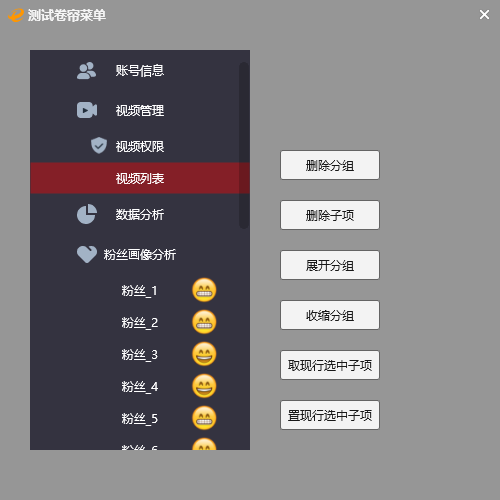 测试卷帘菜单
账号信息
视频管理
视频权限
视频列表
数据分析
粉丝画像分析
粉丝_1
粉丝_2
粉丝_3
粉丝_4
粉丝_5
粉丝_6
删除分组
删除子项
展开分组
收缩分组
取现行选中子项
置现行选中子项